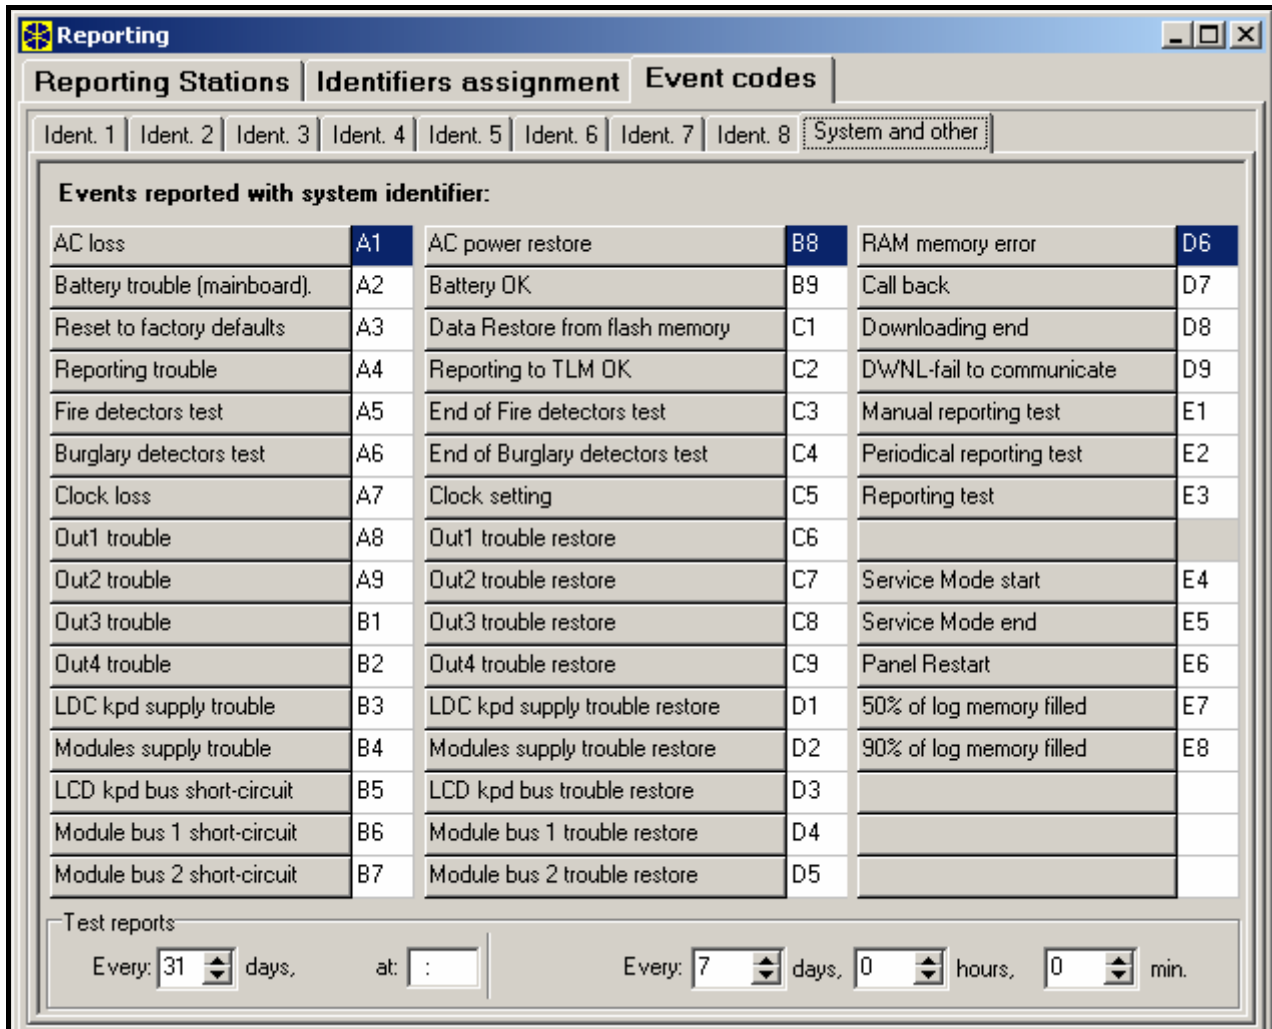 Reporting
Reporting Stations Identifiers assignment Event codes
Ident. 1 Ident. 2 Ident. 3 Ident. 4 Ident. 5 Ident. 6 Ident. 7 Ident. 8 System and other
Events reported with system identifier:
AC loss A1 AC power restore B8 RAM memory error D6
Battery trouble (mainboard). A2 Battery OK B9 Call back D7
Reset to factory defaults A3 Data Restore from flash memory C1 Downloading end D8
Reporting trouble A4 Reporting to TLM OK C2 DWNL-fail to communicate D9
Fire detectors test A5 End of Fire detectors test C3 Manual reporting test E1
Burglary detectors test A6 End of Burglary detectors test C4 Periodical reporting test E2
Clock loss A7 Clock setting C5 Reporting test E3
Out1 trouble A8 Out1 trouble restore C6
Out2 trouble A9 Out2 trouble restore C7 Service Mode start E4
Out3 trouble B1 Out3 trouble restore C8 Service Mode end E5
Out4 trouble B2 Out4 trouble restore C9 Panel Restart E6
LDC kpd supply trouble B3 LDC kpd supply trouble restore D1 50% of log memory filled E7
Modules supply trouble B4 Modules supply trouble restore D2 90% of log memory filled E8
LCD kpd bus short-circuit B5 LCD kpd bus trouble restore D3
Module bus 1 short-circuit B6 Module bus 1 trouble restore D4
Module bus 2 short-circuit B7 Module bus 2 trouble restore D5
Test reports
Every: 31 days, at: : Every: 7 days, 0 hours, 0 min.